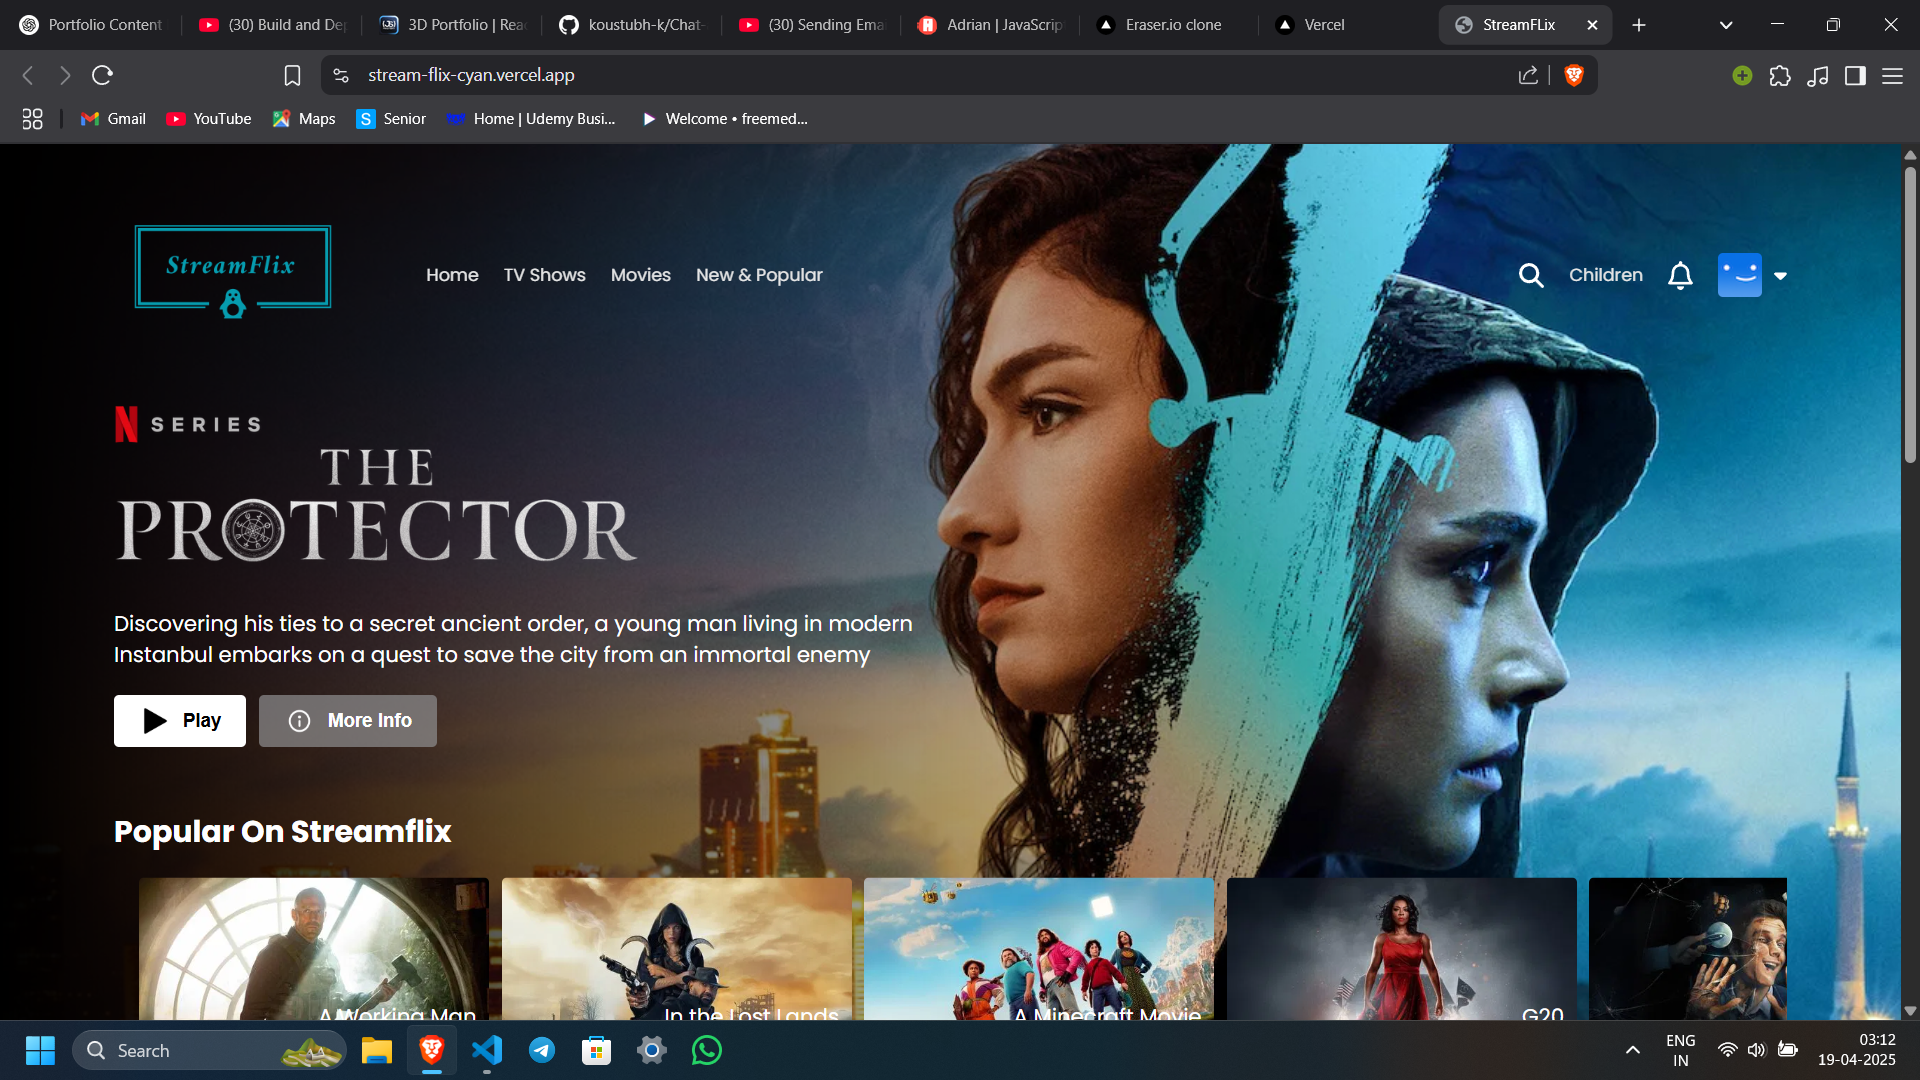 Portfolio Content
(30) Build and De
3D Portfolio | Rea
koustubh-k/Chat-
(30) Sending Ema
Adrian | JavaScrip
Eraser.io clone
Vercel
StreamFLix
stream-flix-cyan.vercel.app
Gmail
YouTube
Maps
S Senior
Home | Udemy Busi...
Welcome • freemed...
StreamFlix
Home
TV Shows
Movies
New & Popular
Children
N SERIES
THE
PROTECTOR
Discovering his ties to a secret ancient order, a young man living in modern
Instanbul embarks on a quest to save the city from an immortal enemy
Play
More Info
Popular On Streamflix
A Working Man
In the Lost Lands
A Minecraft Movie
G20
Search
ENG
IN
03:12
19-04-2025